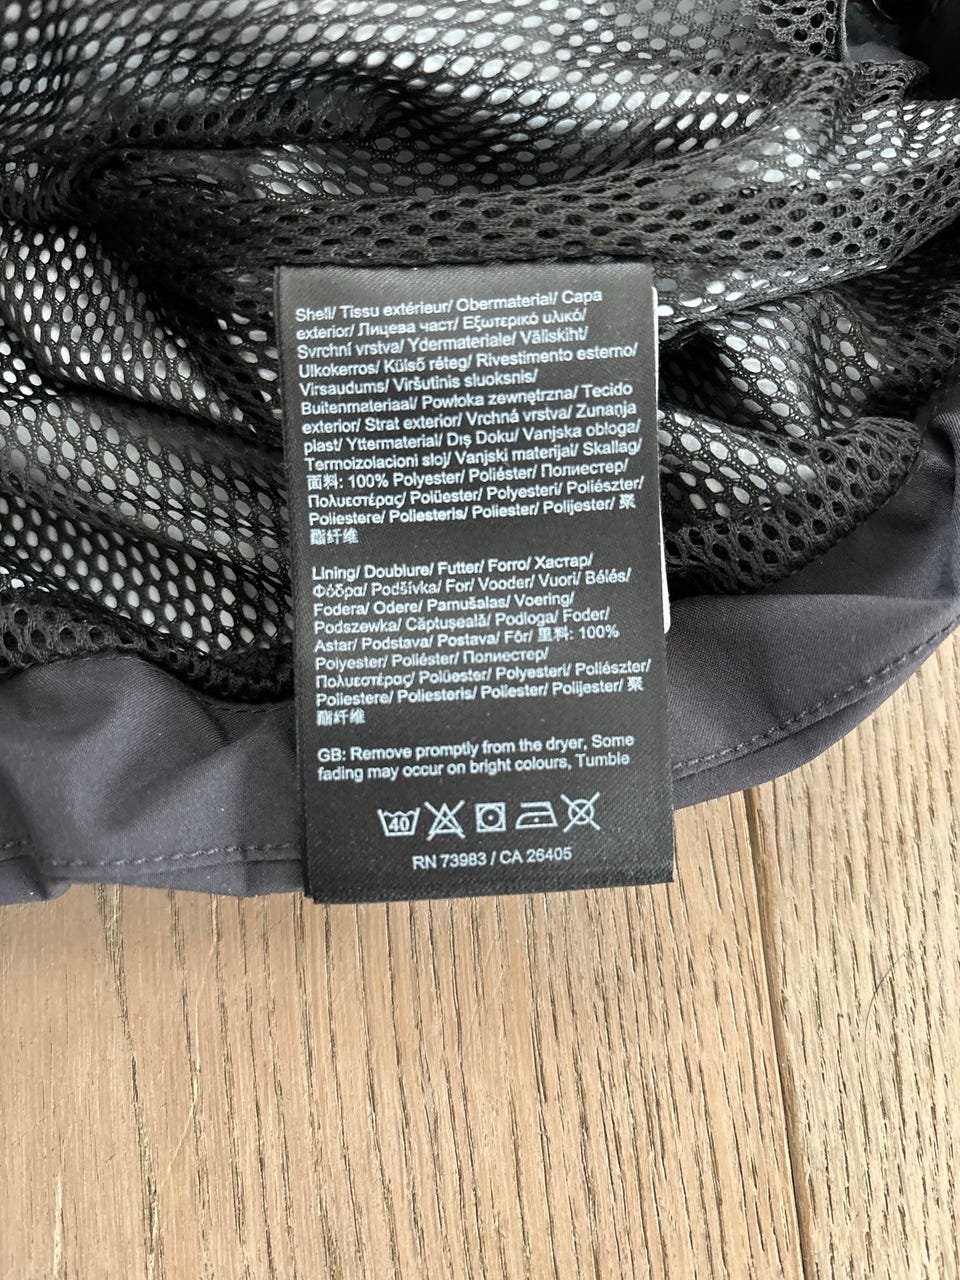 Shell/ Tissu extérieur/ Obermaterial/ Capa
exterior/ Лицева част/ Εξωτερικό υλικό/
Svrchní vrstva/ Ydermateriale/ Väliskiht/
Ulkokerros/ Külső réteg/ Rivestimento esterno/
Virsaudums/ Viršutinis sluoksnis/
Buitenmateriaal/ Powłoka zewnętrzna/ Tecido
exterior/ Strat exterior/ Vrchná vrstva/ Zunanja
plast/ Yttermaterial/ Dış Doku/ Vanjska obloga/
Termoizolacioni sloj/ Vanjski materijal/ Skallag/
面料: 100% Polyester/ Poliéster/ Полиестер/
Πολυεστέρας/ Polüester/ Polyesteri/ Poliészter/
Poliestere/ Poliesteris/ Poliester/ Polijester/ 聚
酯纤维
Lining/ Doublure/ Futter/ Forro/ Хастар/
Φόδρα/ Podšívka/ For/ Vooder/ Vuori/ Bélés/
Fodera/ Odere/ Pamušalas/ Voering/
Podszewka/ Căptușeală/ Podloga/ Foder/
Astar/ Podstava/ Postava/ Fôr/ 里料: 100%
Polyester/ Poliéster/ Полиестер/
Πολυεστέρας/ Polüester/ Polyesteri/ Poliészter/
Poliestere/ Poliesteris/ Poliester/ Polijester/ 聚
酯纤维
GB: Remove promptly from the dryer, Some
fading may occur on bright colours, Tumble
40
RN 73983 / CA 26405